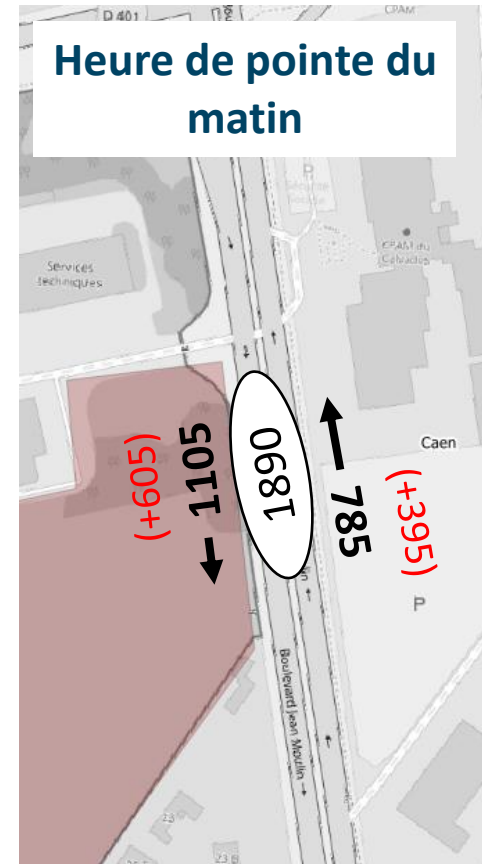 D 401
CPAM
Heure de pointe du
matin
P
Services
techniques
CPAM du
Calvados
Caen
(+605)
1105
1890
785
(+395)
P
Boulevard Jean Moulin
23
23 B